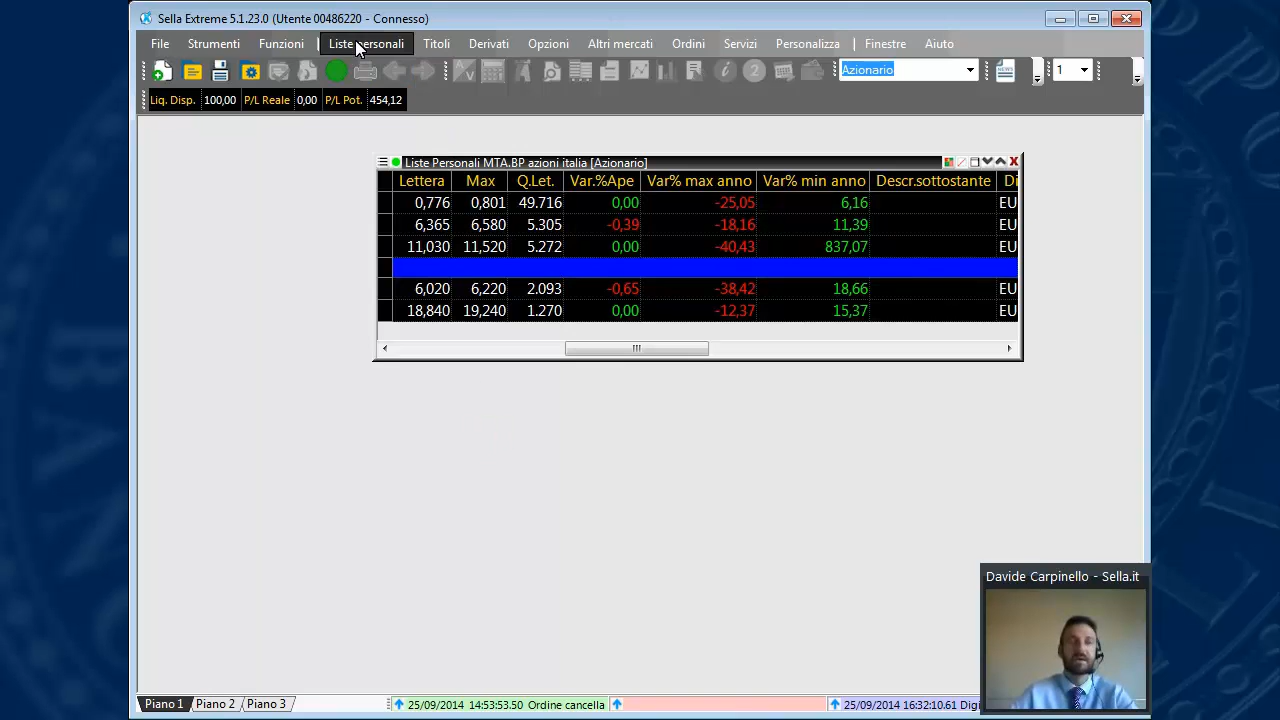 Sella Extreme 5.1.23.0 (Utente 00486220 - Connesso)
File Strumenti Funzioni Liste personali Titoli Derivati Opzioni Altri mercati Ordini Servizi Personalizza Finestre Aiuto
Azionario 1
Liq. Disp. 100,00 P/L Reale 0,00 P/L Pot. 454,12
Liste Personali MTA.BP azioni italia [Azionario]
Lettera Max Q.Let. Var.%Ape Var% max anno Var% min anno Descr.sottostante Di
0,776 0,801 49.716 0,00 -25,05 6,16 EU
6,365 6,580 5.305 -0,39 -18,16 11,39 EU
11,030 11,520 5.272 0,00 -40,43 837,07 EU
6,020 6,220 2.093 -0,65 -38,42 18,66 EU
18,840 19,240 1.270 0,00 -12,37 15,37 EU
Davide Carpinello - Sella.it
Piano 1 Piano 2 Piano 3 25/09/2014 14:53:53.50 Ordine cancella 25/09/2014 16:32:10.61 Digi